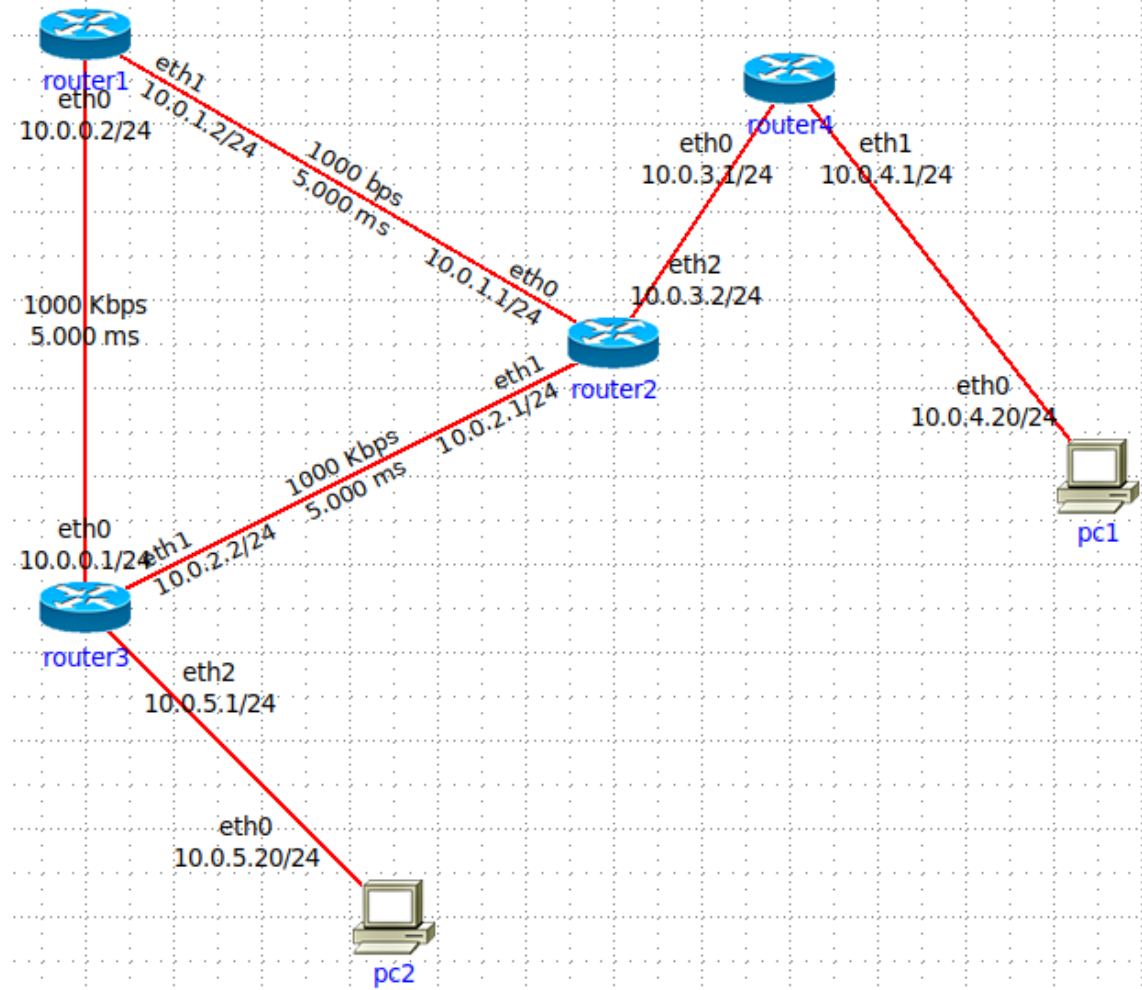 router1
eth0
10.0.0.2/24
eth1
10.0.1.2/24
1000 bps
5.000 ms
eth0
10.0.1.1/24
router4
eth0
10.0.3.1/24
eth1
10.0.4.1/24
eth2
10.0.3.2/24
router2
eth1
10.0.2.1/24
1000 Kbps
5.000 ms
1000 Kbps
5.000 ms
eth0
10.0.4.20/24
pc1
eth0
10.0.0.1/24
eth1
10.0.2.2/24
router3
eth2
10.0.5.1/24
eth0
10.0.5.20/24
pc2